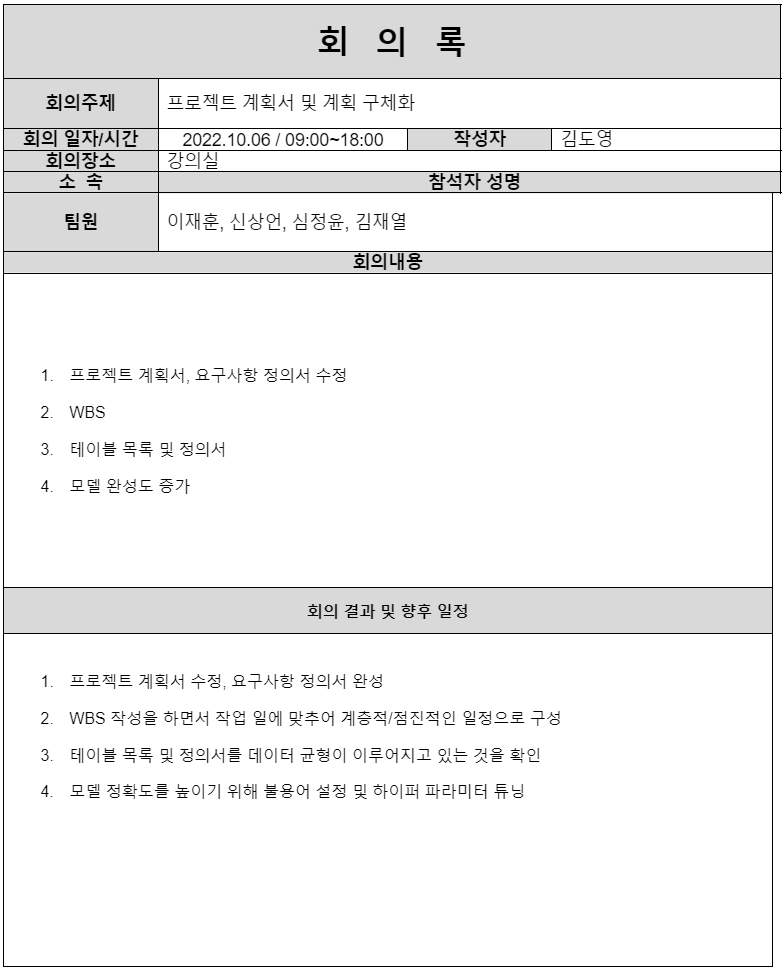 회 의 록
회의주제 프로젝트 계획서 및 계획 구체화
회의 일자/시간 2022.10.06 / 09:00~18:00 작성자 김도영
회의장소 강의실
소 속 참석자 성명
팀원 이재훈, 신상언, 심정윤, 김재열
회의내용
1. 프로젝트 계획서, 요구사항 정의서 수정
2. WBS
3. 테이블 목록 및 정의서
4. 모델 완성도 증가
회의 결과 및 향후 일정
1. 프로젝트 계획서 수정, 요구사항 정의서 완성
2. WBS 작성을 하면서 작업 일에 맞추어 계층적/점진적인 일정으로 구성
3. 테이블 목록 및 정의서를 데이터 균형이 이루어지고 있는 것을 확인
4. 모델 정확도를 높이기 위해 불용어 설정 및 하이퍼 파라미터 튜닝